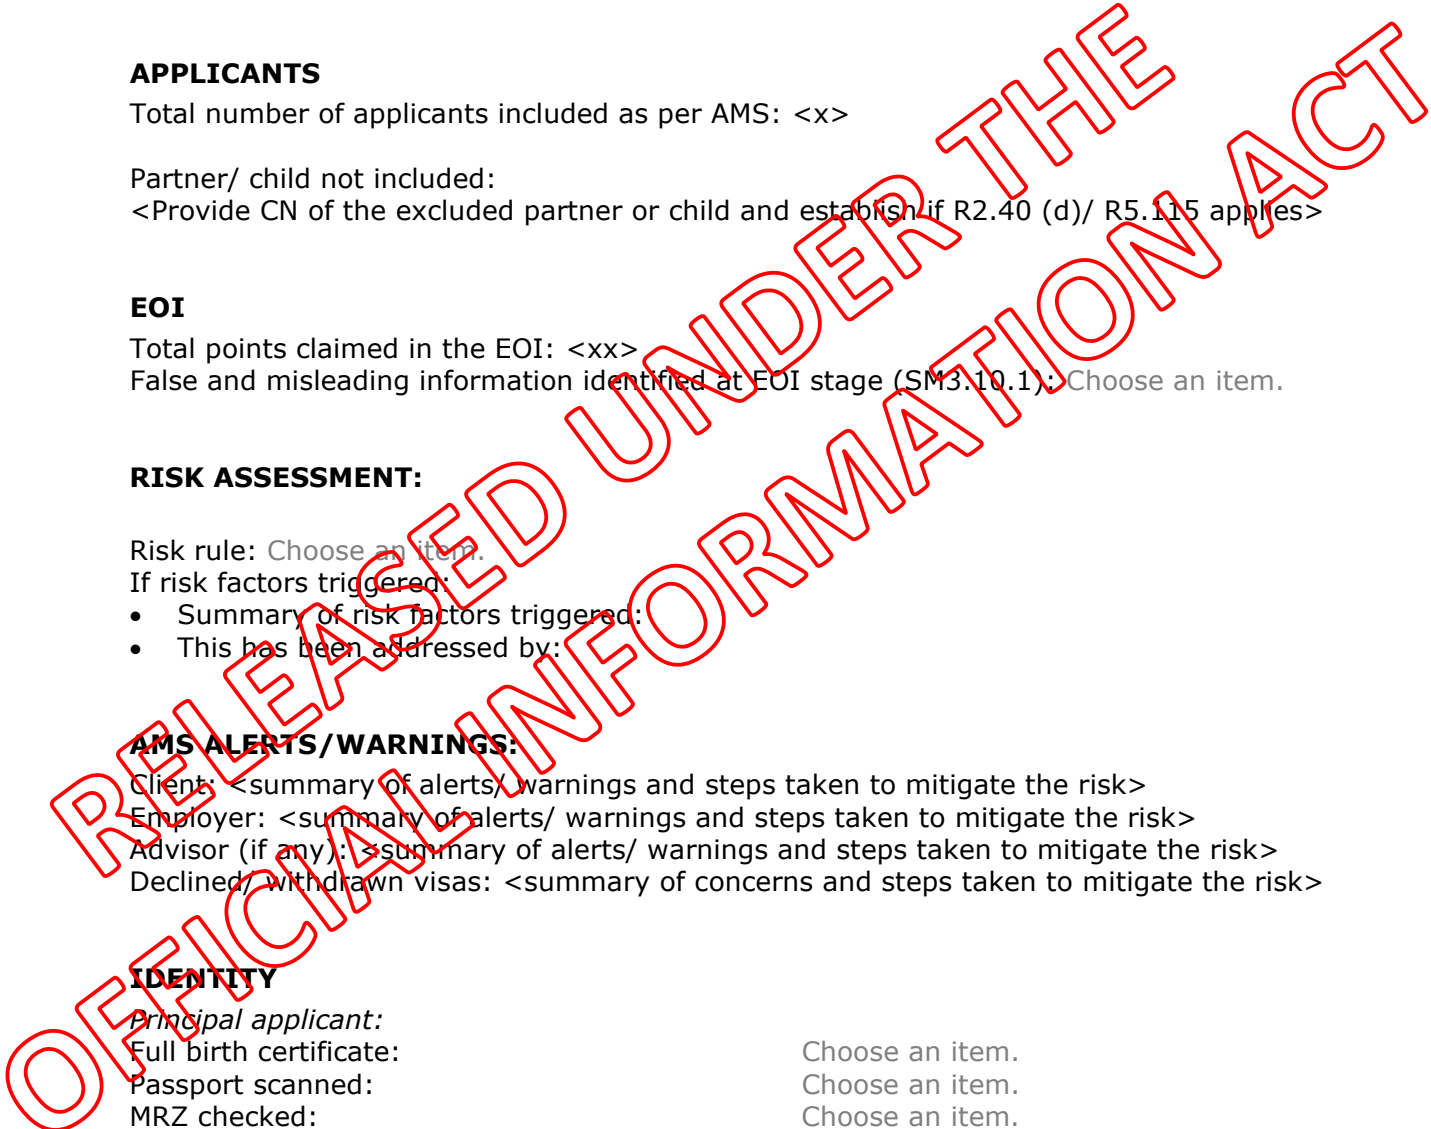 APPLICANTS
Total number of applicants included as per AMS: <x>
Partner/ child not included:
<Provide CN of the excluded partner or child and establish if R2.40 (d)/ R5.115 applies>
EOI
Total points claimed in the EOI: <xx>
False and misleading information identified at EOI stage (SM3.10.1): Choose an item.
RISK ASSESSMENT:
Risk rule: Choose an item.
If risk factors triggered:
• Summary of risk factors triggered:
• This has been addressed by:
AMS ALERTS/WARNINGS:
Client: <summary of alerts/ warnings and steps taken to mitigate the risk>
Employer: <summary of alerts/ warnings and steps taken to mitigate the risk>
Advisor (if any): <summary of alerts/ warnings and steps taken to mitigate the risk>
Declined/ withdrawn visas: <summary of concerns and steps taken to mitigate the risk>
IDENTITY
Principal applicant:
Full birth certificate: Choose an item.
Passport scanned: Choose an item.
MRZ checked: Choose an item.
RELEASED UNDER THE
OFFICIAL INFORMATION ACT